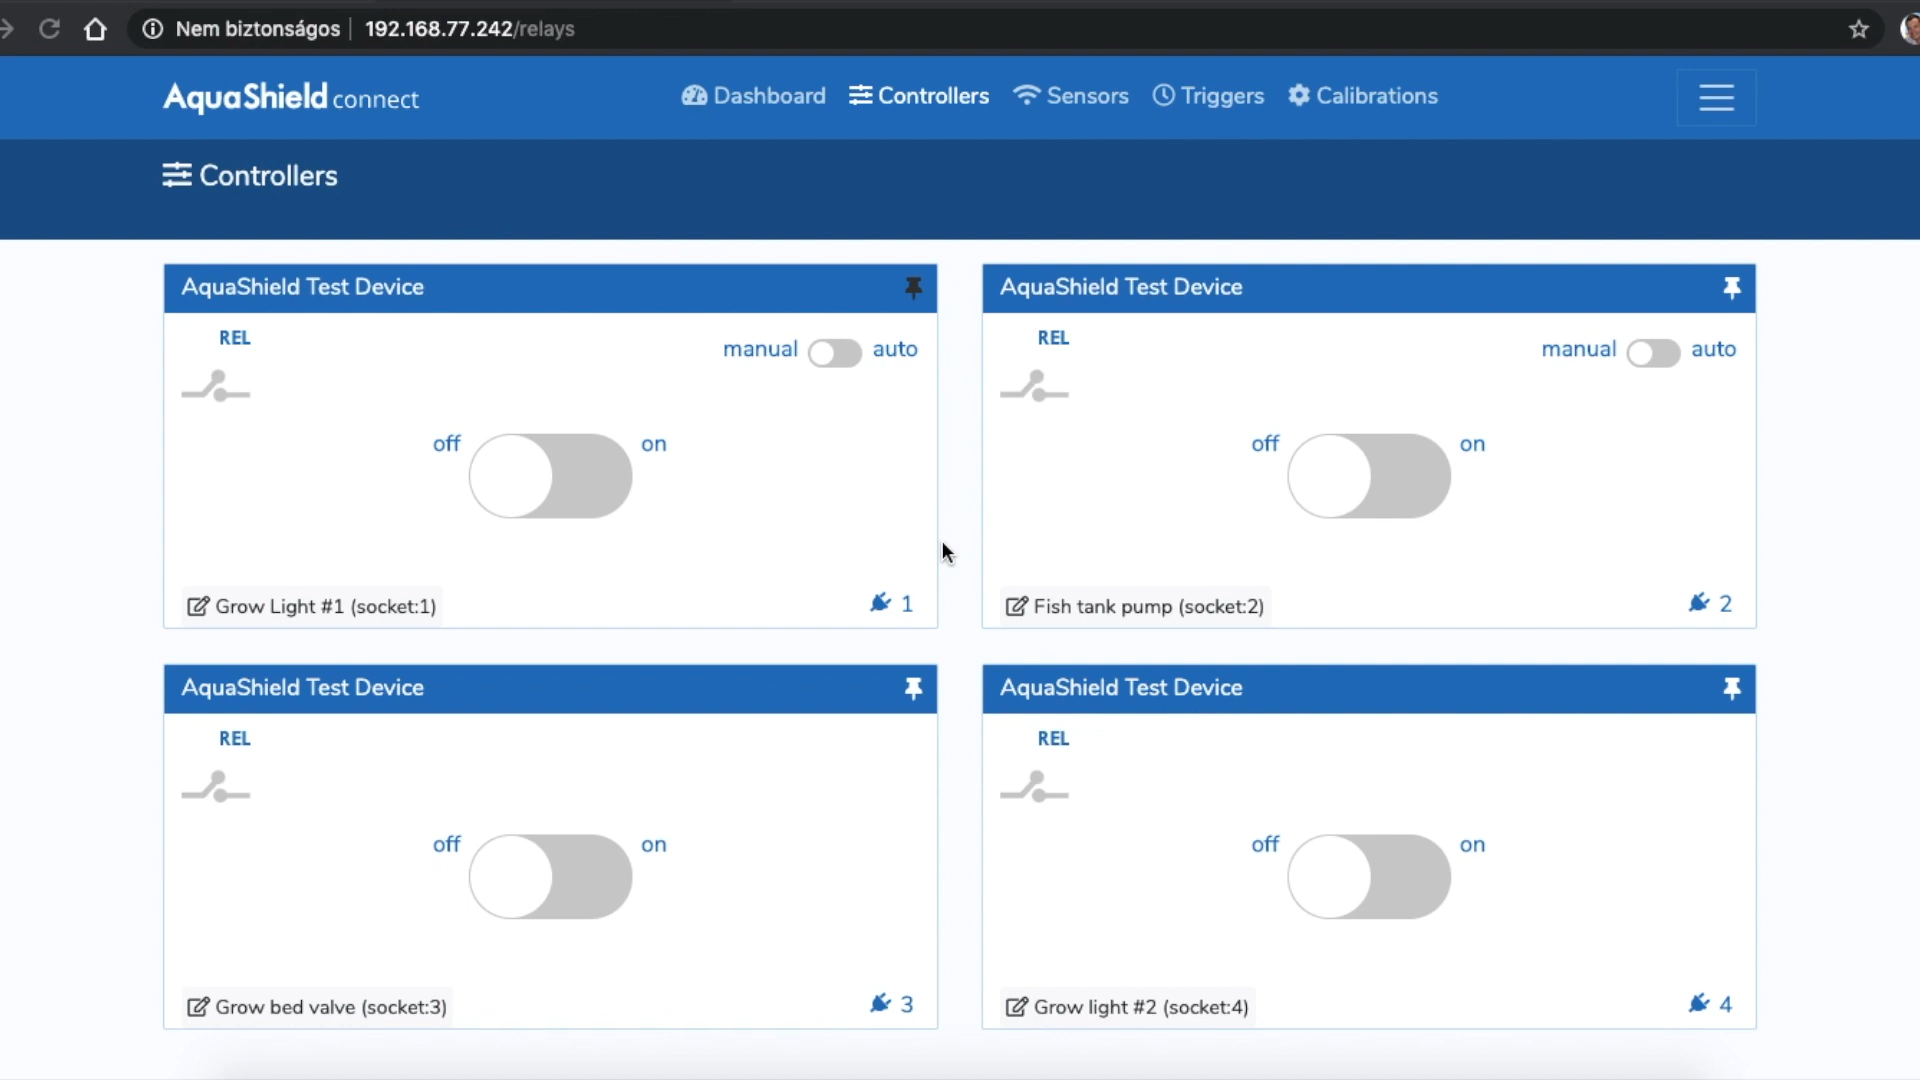 Nem biztonságos | 192.168.77.242/relays
AquaShield connect
Dashboard Controllers Sensors Triggers Calibrations
Controllers
AquaShield Test Device
REL
manual auto
off on
Grow Light #1 (socket:1)
1
AquaShield Test Device
REL
manual auto
off on
Fish tank pump (socket:2)
2
AquaShield Test Device
REL
off on
Grow bed valve (socket:3)
3
AquaShield Test Device
REL
off on
Grow light #2 (socket:4)
4